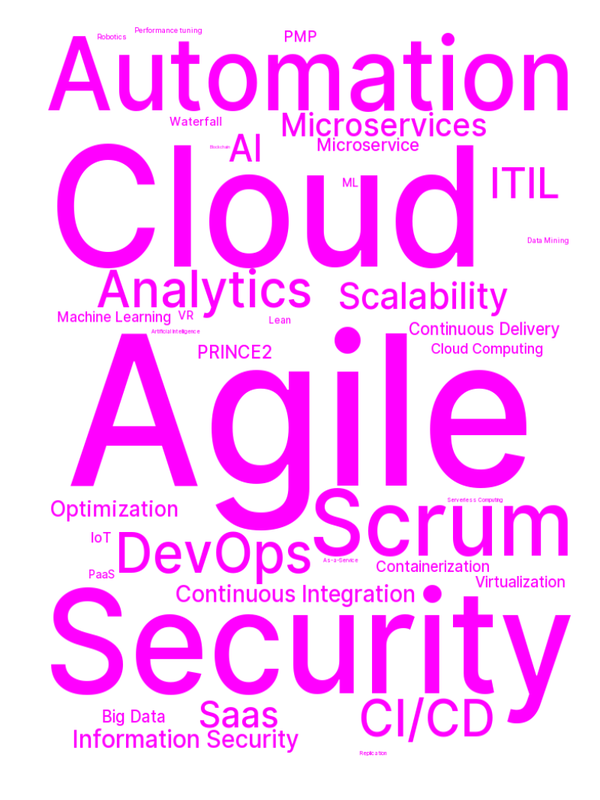 Performance tuning
Robotics
PMP
Automation
Waterfall
Microservices
Microservice
Blockchain
AI
Cloud
ML
ITIL
Data Mining
Analytics
Scalability
Machine Learning
VR
Lean
Artificial Intelligence
Continuous Delivery
PRINCE2
Cloud Computing
Agile
Optimization
Serverless Computing
Scrum
IoT
DevOps
As-a-Service
Containerization
PaaS
Virtualization
Continuous Integration
Security
Big Data
Saas
CI/CD
Information Security
Replication